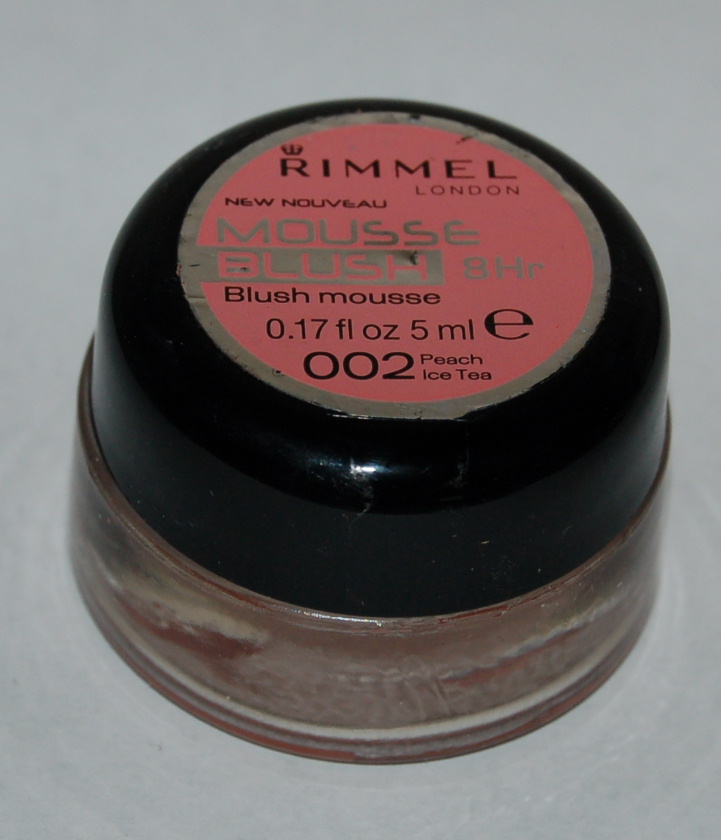 RIMMEL
LONDON
NEW NOUVEAU
MOUSSE
BLUSH 8Hr
Blush mousse
0.17 fl oz 5 ml ℮
002 Peach
Ice Tea